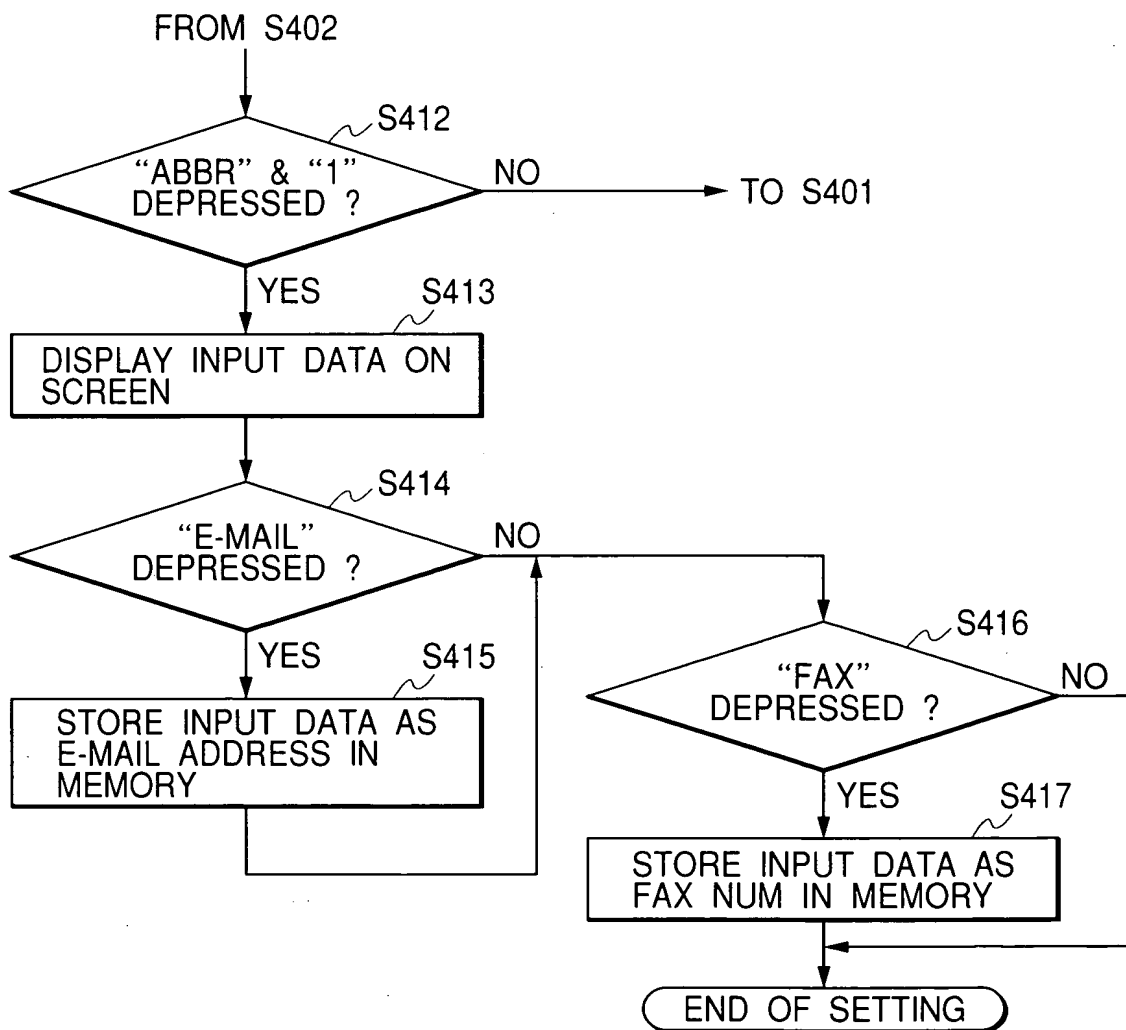 FROM S402
S412
“ABBR” & “1”
DEPRESSED ?
NO
TO S401
YES
S413
DISPLAY INPUT DATA ON
SCREEN
S414
“E-MAIL”
DEPRESSED ?
NO
YES
S415
STORE INPUT DATA AS
E-MAIL ADDRESS IN
MEMORY
S416
“FAX”
DEPRESSED ?
NO
YES
S417
STORE INPUT DATA AS
FAX NUM IN MEMORY
END OF SETTING